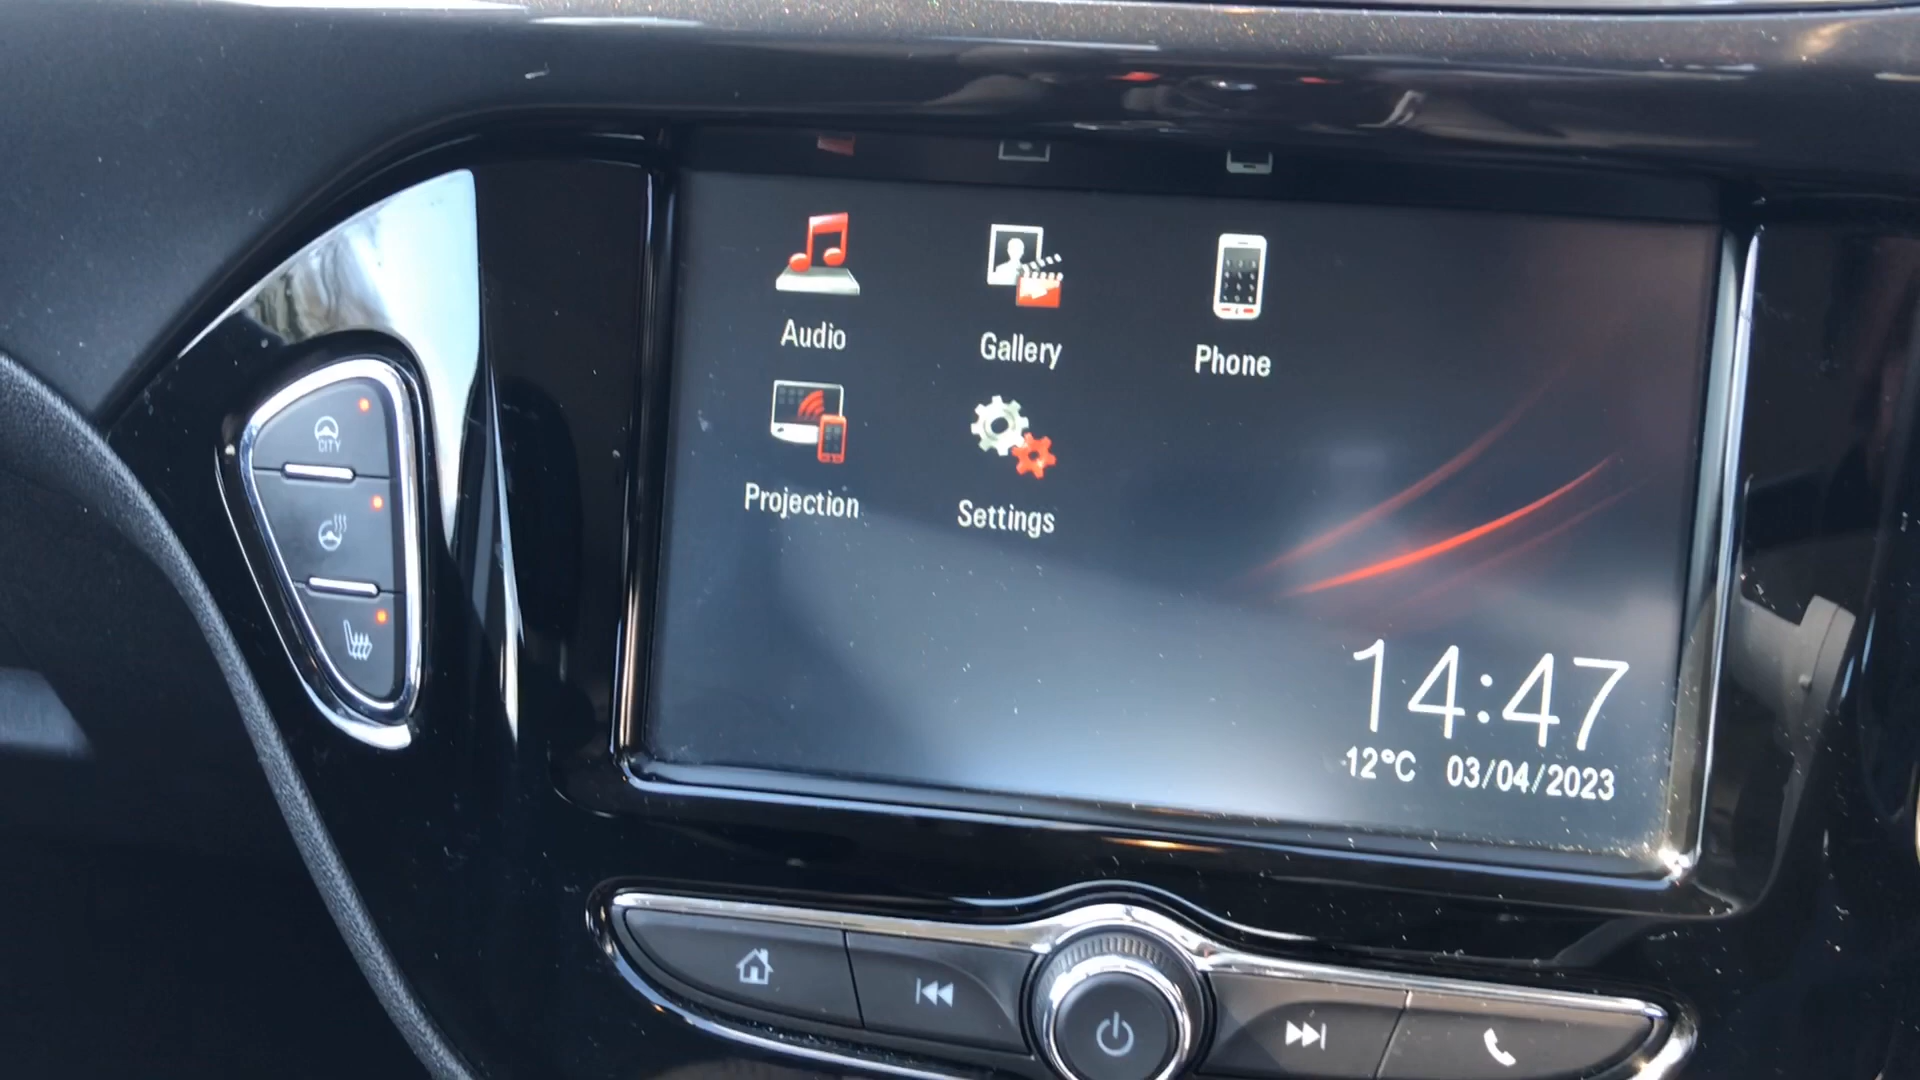 Audio
Gallery
Phone
CITY
Projection
Settings
14:47
12°C 03/04/2023